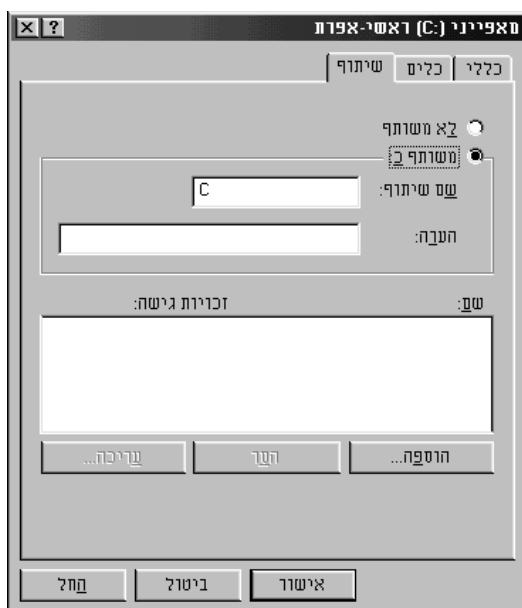 מאפייני (C:) ראשי-אפרת
כללי כלים שיתוף
לא משותף
משותף כ:
שם שיתוף: C
הערה:
שם: זכויות גישה:
הוספה... הסר עריכה...
אישור ביטול החל